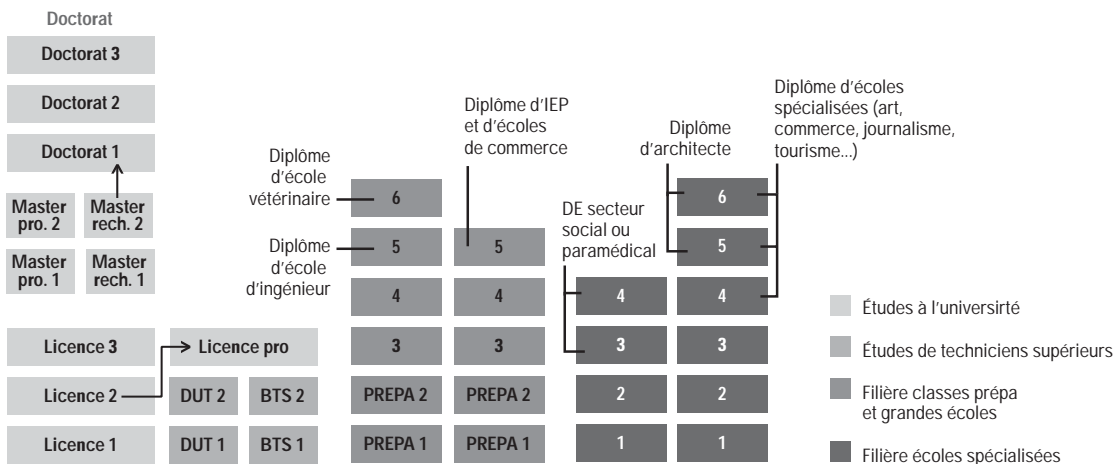 Doctorat
Doctorat 3
Doctorat 2
Doctorat 1
Master
pro. 2
Master
rech. 2
Master
pro. 1
Master
rech. 1
Licence 3
Licence pro
Licence 2
DUT 2
BTS 2
Licence 1
DUT 1
BTS 1
Diplôme
d'école
vétérinaire
6
Diplôme
d'école
d'ingénieur
5
4
3
PREPA 2
PREPA 1
Diplôme d'IEP
et d'écoles
de commerce
5
4
3
PREPA 2
PREPA 1
DE secteur
social ou
paramédical
4
3
2
1
Diplôme
d'architecte
Diplôme d'écoles
spécialisées (art,
commerce, journalisme,
tourisme...)
6
5
4
3
2
1
Études à l'universirté
Études de techniciens supérieurs
Filière classes prépa
et grandes écoles
Filière écoles spécialisées